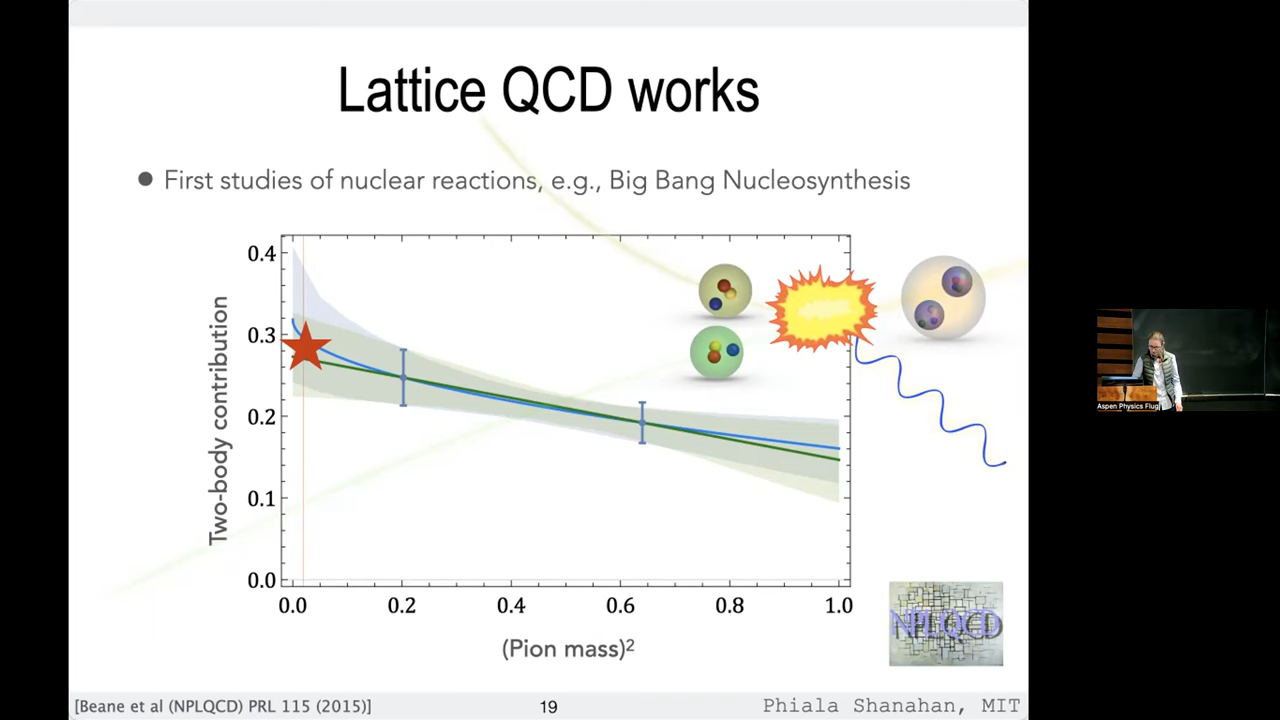 Lattice QCD works
● First studies of nuclear reactions, e.g., Big Bang Nucleosynthesis
Two-body contribution
0.4
0.3
0.2
0.1
0.0
0.0 0.2 0.4 0.6 0.8 1.0
(Pion mass)²
NPLQCD
[Beane et al (NPLQCD) PRL 115 (2015)]
19
Phiala Shanahan, MIT
Aspen Physics Flug